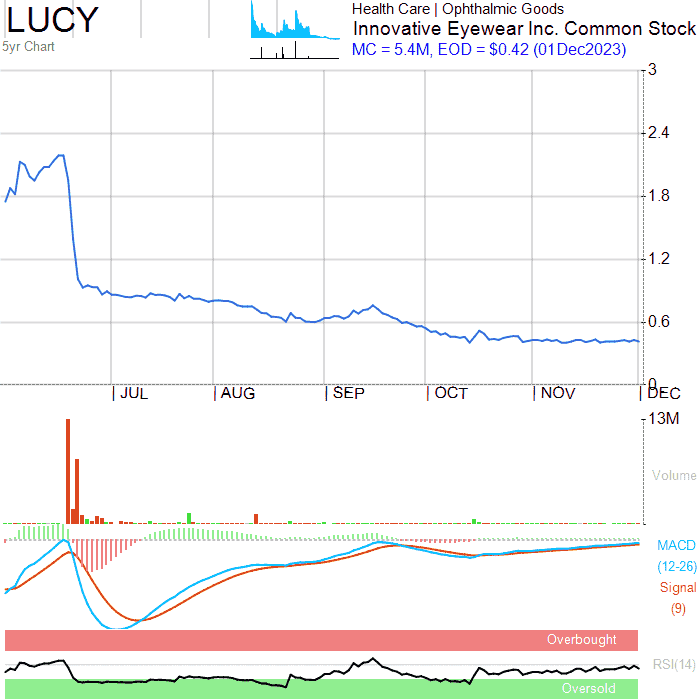 LUCY
5yr Chart
Health Care | Ophthalmic Goods
Innovative Eyewear Inc. Common Stock
MC = 5.4M, EOD = $0.42 (01Dec2023)
3
2.4
1.8
1.2
0.6
0
JUL AUG SEP OCT NOV DEC
13M
Volume
MACD
(12-26)
Signal
(9)
Overbought
RSI(14)
Oversold